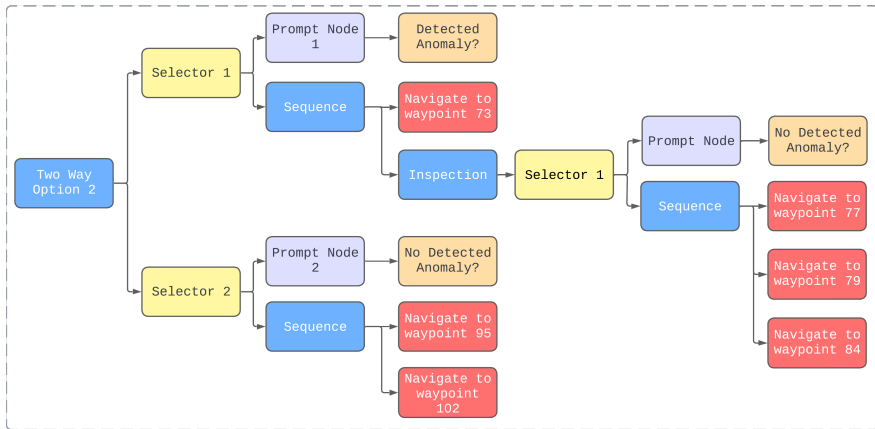 Two Way
Option 2
Selector 1
Prompt Node
1
Detected
Anomaly?
Sequence
Navigate to
waypoint 73
Inspection
Selector 1
Prompt Node
No Detected
Anomaly?
Sequence
Navigate to
waypoint 77
Navigate to
waypoint 79
Navigate to
waypoint 84
Selector 2
Prompt Node
2
No Detected
Anomaly?
Sequence
Navigate to
waypoint 95
Navigate to
waypoint
102